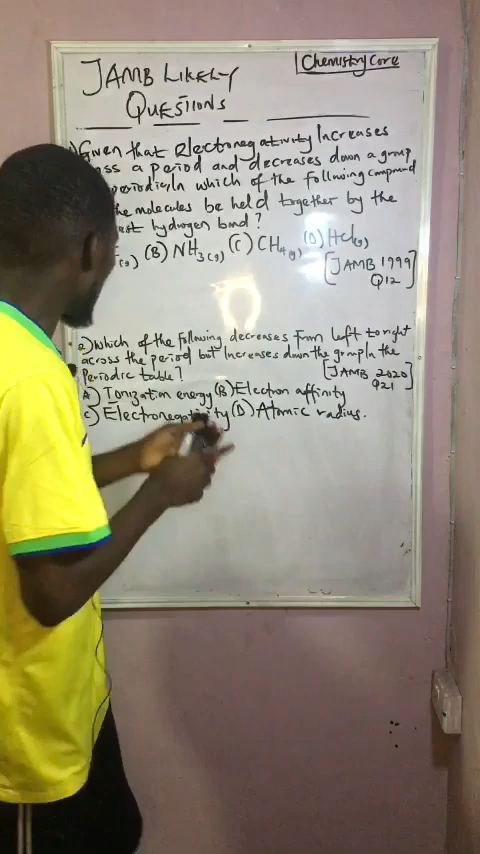 JAMB LIKELY
QUESTIONS
Chemistry Core
Given that Electronegativity Increases
a period and decreases down a group
In which of the following compound
molecules be held together by the
hydrogen bond?
(g) (B) NH3(g) (C) CH4(g) (D) HCl(g)
[JAMB 1999
Q12]
2) Which of the following decreases from left to right
across the period but Increases down the group In the
Periodic table?
[JAMB 2020
Q21]
A) Ionization energy (B) Electron affinity
C) Electronegativity (D) Atomic radius.